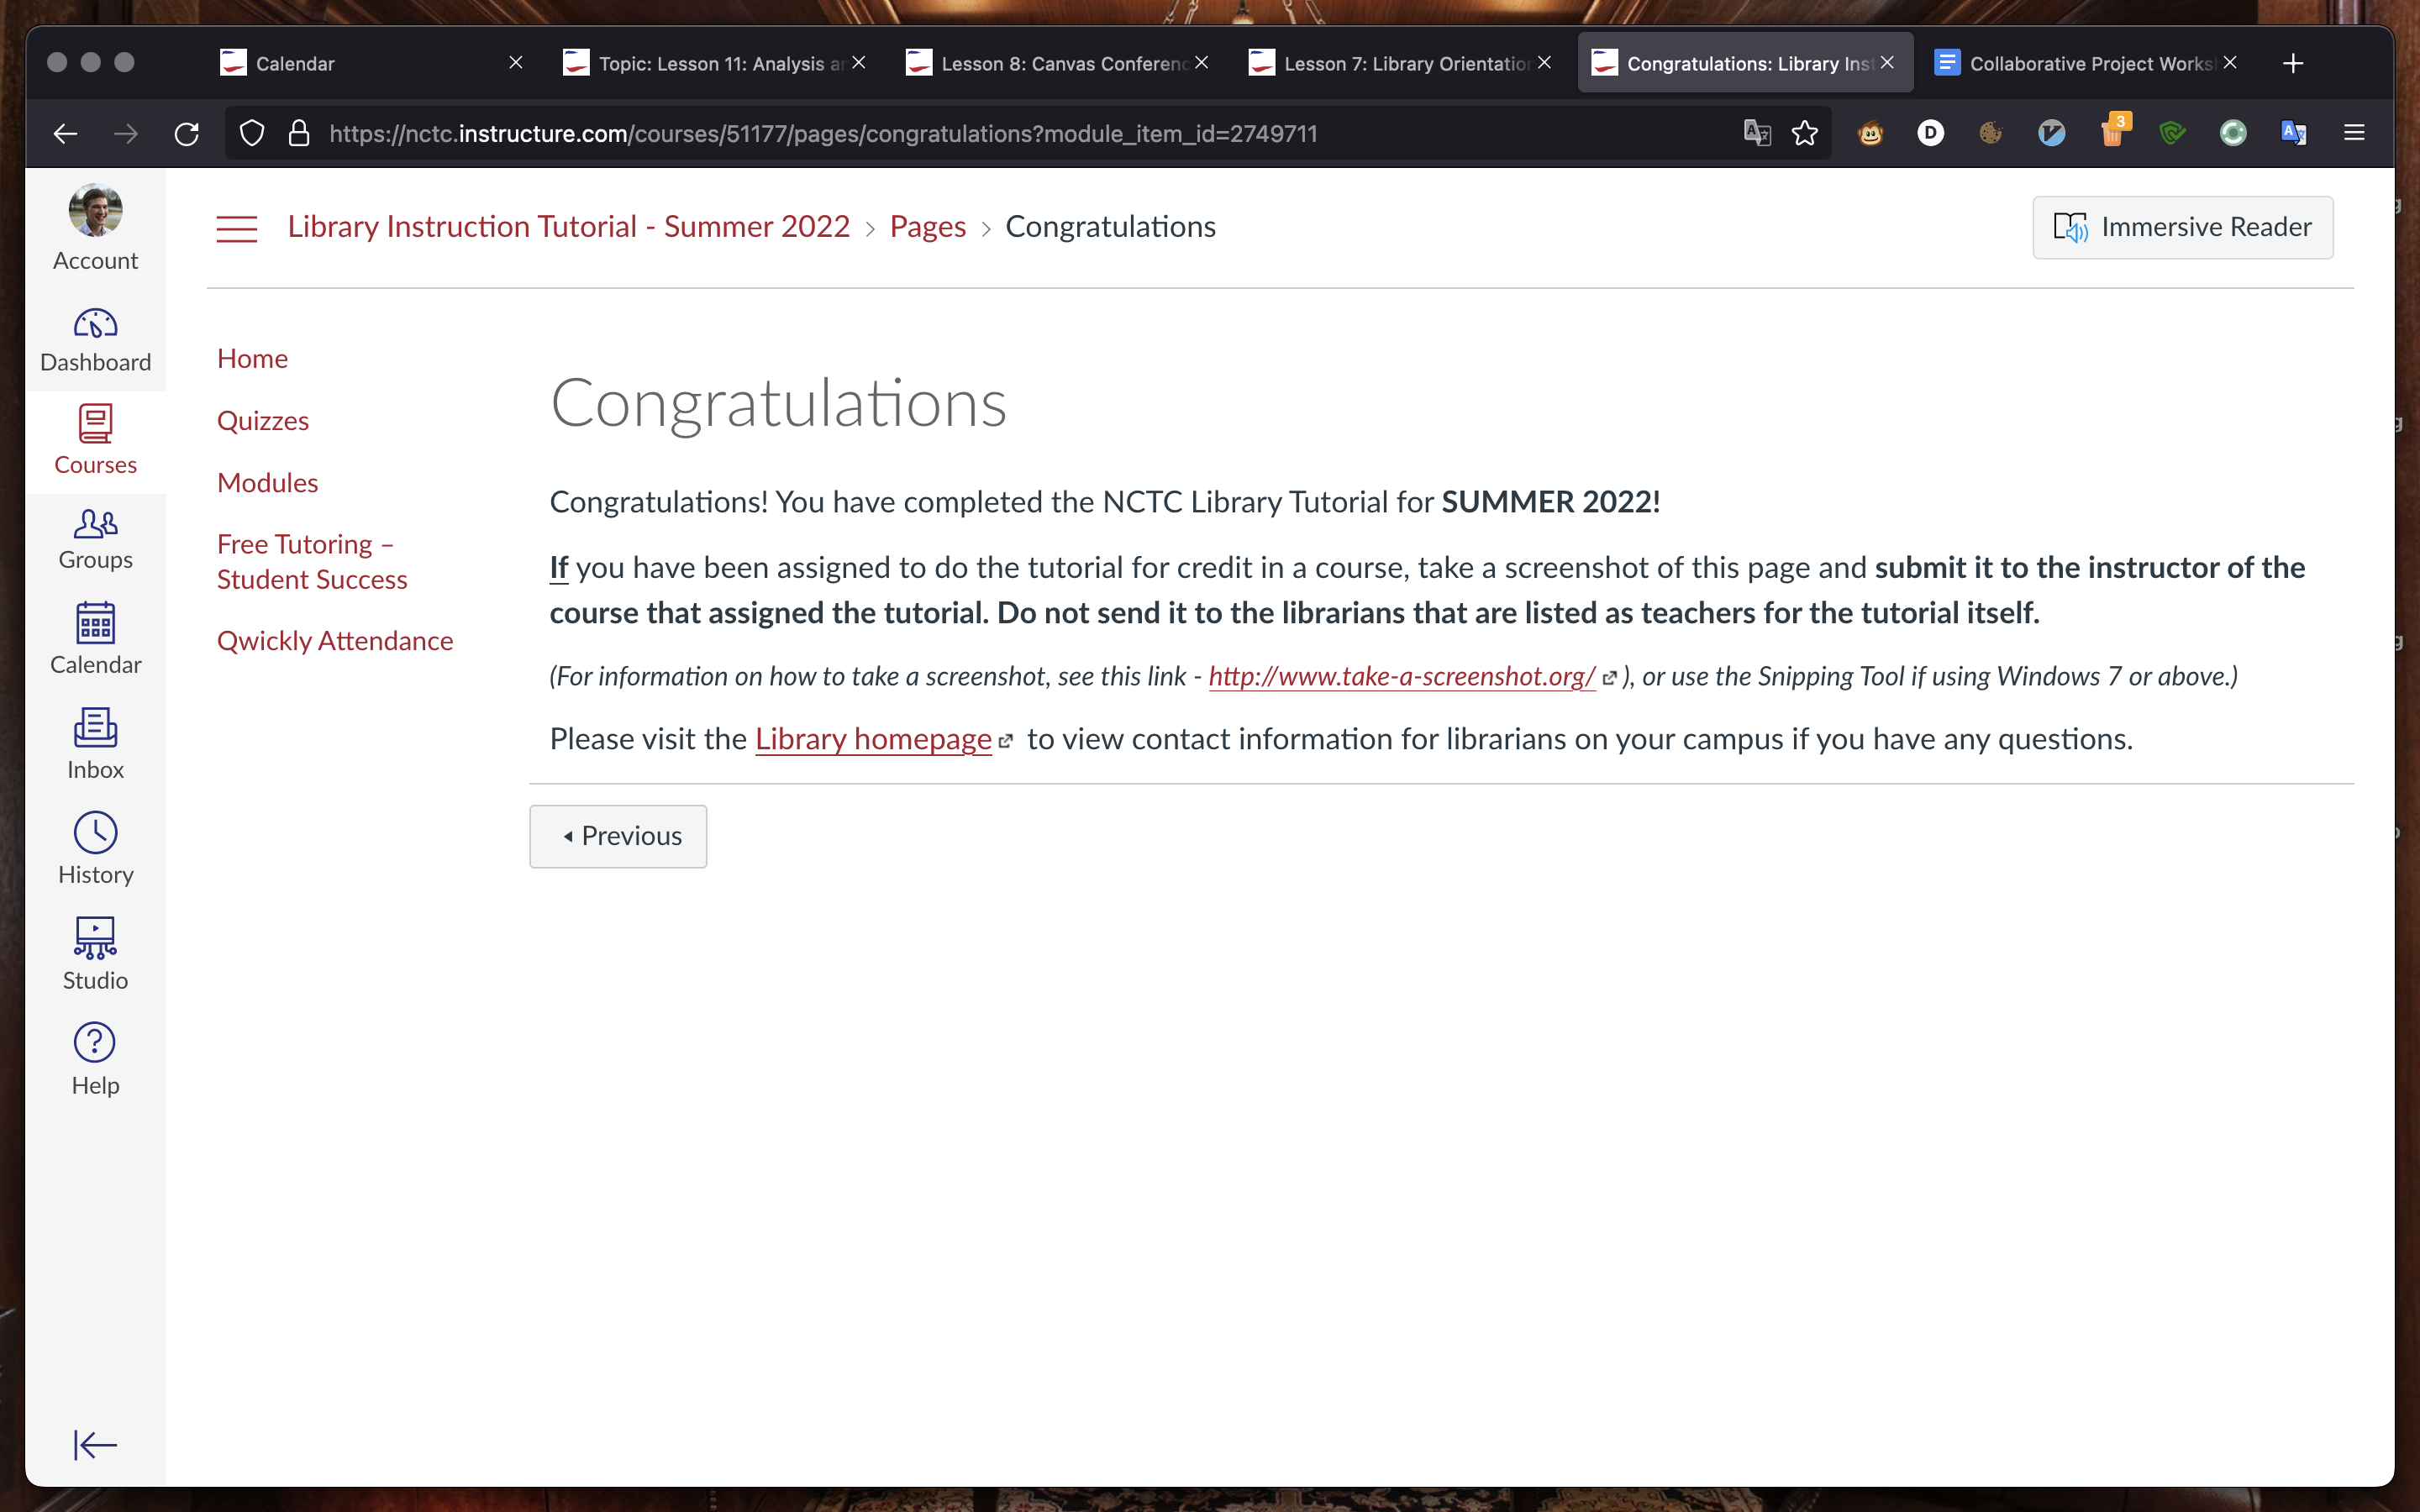 Calendar
Topic: Lesson 11: Analysis ar
Lesson 8: Canvas Conferenc
Lesson 7: Library Orientation
Congratulations: Library Inst
Collaborative Project Works
https://nctc.instructure.com/courses/51177/pages/congratulations?module_item_id=2749711
D
3
Account
Dashboard
Courses
Groups
Calendar
Inbox
History
Studio
Help
Library Instruction Tutorial - Summer 2022 > Pages > Congratulations
Immersive Reader
Home
Quizzes
Modules
Free Tutoring –
Student Success
Qwickly Attendance
Congratulations
Congratulations! You have completed the NCTC Library Tutorial for SUMMER 2022!
If you have been assigned to do the tutorial for credit in a course, take a screenshot of this page and submit it to the instructor of the
course that assigned the tutorial. Do not send it to the librarians that are listed as teachers for the tutorial itself.
(For information on how to take a screenshot, see this link - http://www.take-a-screenshot.org/ ), or use the Snipping Tool if using Windows 7 or above.)
Please visit the Library homepage to view contact information for librarians on your campus if you have any questions.
Previous